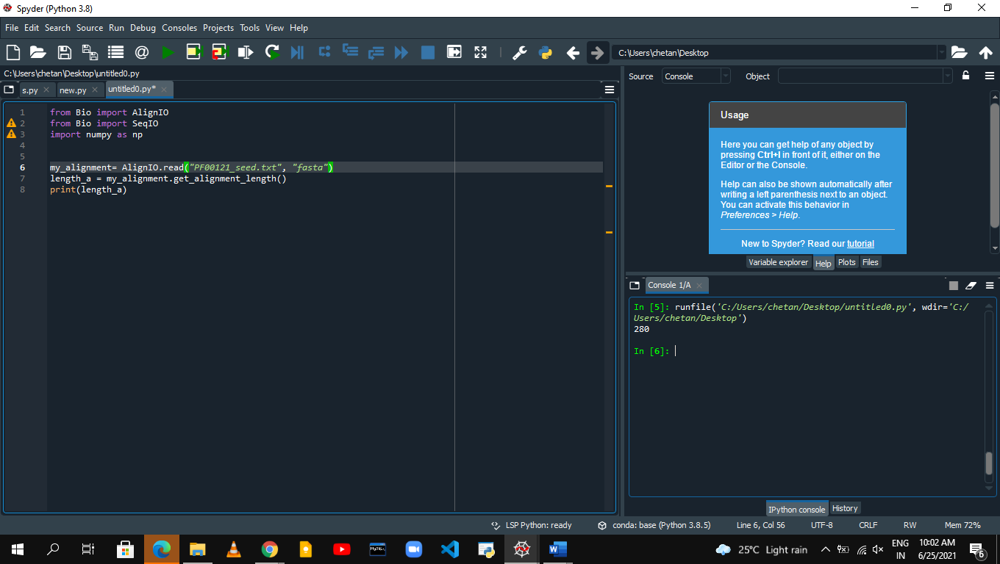 Spyder (Python 3.8)
File Edit Search Source Run Debug Consoles Projects Tools View Help
C:\Users\chetan\Desktop
C:\Users\chetan\Desktop\untitled0.py
s.py
new.py
untitled0.py*
1 from Bio import AlignIO
2 from Bio import SeqIO
3 import numpy as np
4
5
6 my_alignment= AlignIO.read("PF00121_seed.txt", "fasta")
7 length_a = my_alignment.get_alignment_length()
8 print(length_a)
Source Console Object
Usage
Here you can get help of any object by
pressing Ctrl+I in front of it, either on the
Editor or the Console.
Help can also be shown automatically after
writing a left parenthesis next to an object.
You can activate this behavior in
Preferences > Help.
New to Spyder? Read our tutorial
Variable explorer Help Plots Files
Console 1/A
In [5]: runfile('C:/Users/chetan/Desktop/untitled0.py', wdir='C:/
Users/chetan/Desktop')
280
In [6]:
IPython console History
LSP Python: ready conda: base (Python 3.8.5) Line 6, Col 56 UTF-8 CRLF RW Mem 72%
MySQL
25°C Light rain
ENG
IN
10:02 AM
6/25/2021
6